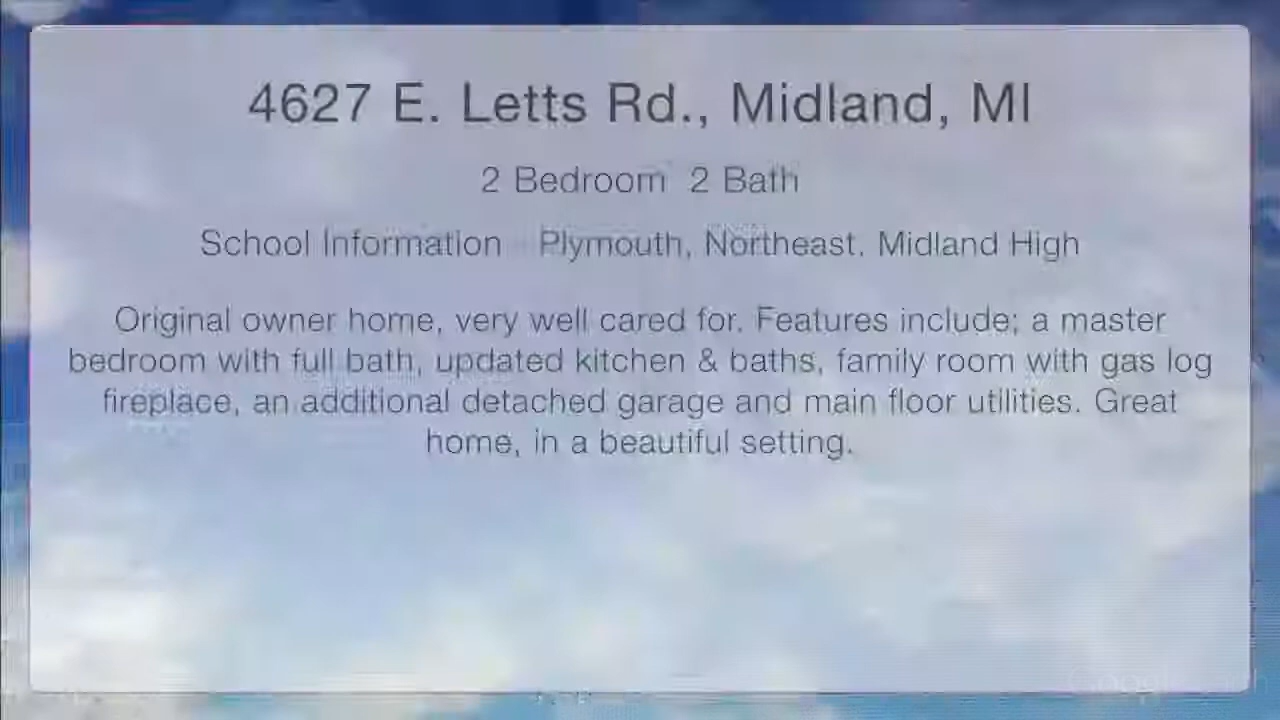 4627 E. Letts Rd., Midland, MI
2 Bedroom 2 Bath
School Information - Plymouth, Northeast, Midland High
Original owner home, very well cared for. Features include; a master
bedroom with full bath, updated kitchen & baths, family room with gas log
fireplace, an additional detached garage and main floor utilities. Great
home, in a beautiful setting.
Google earth